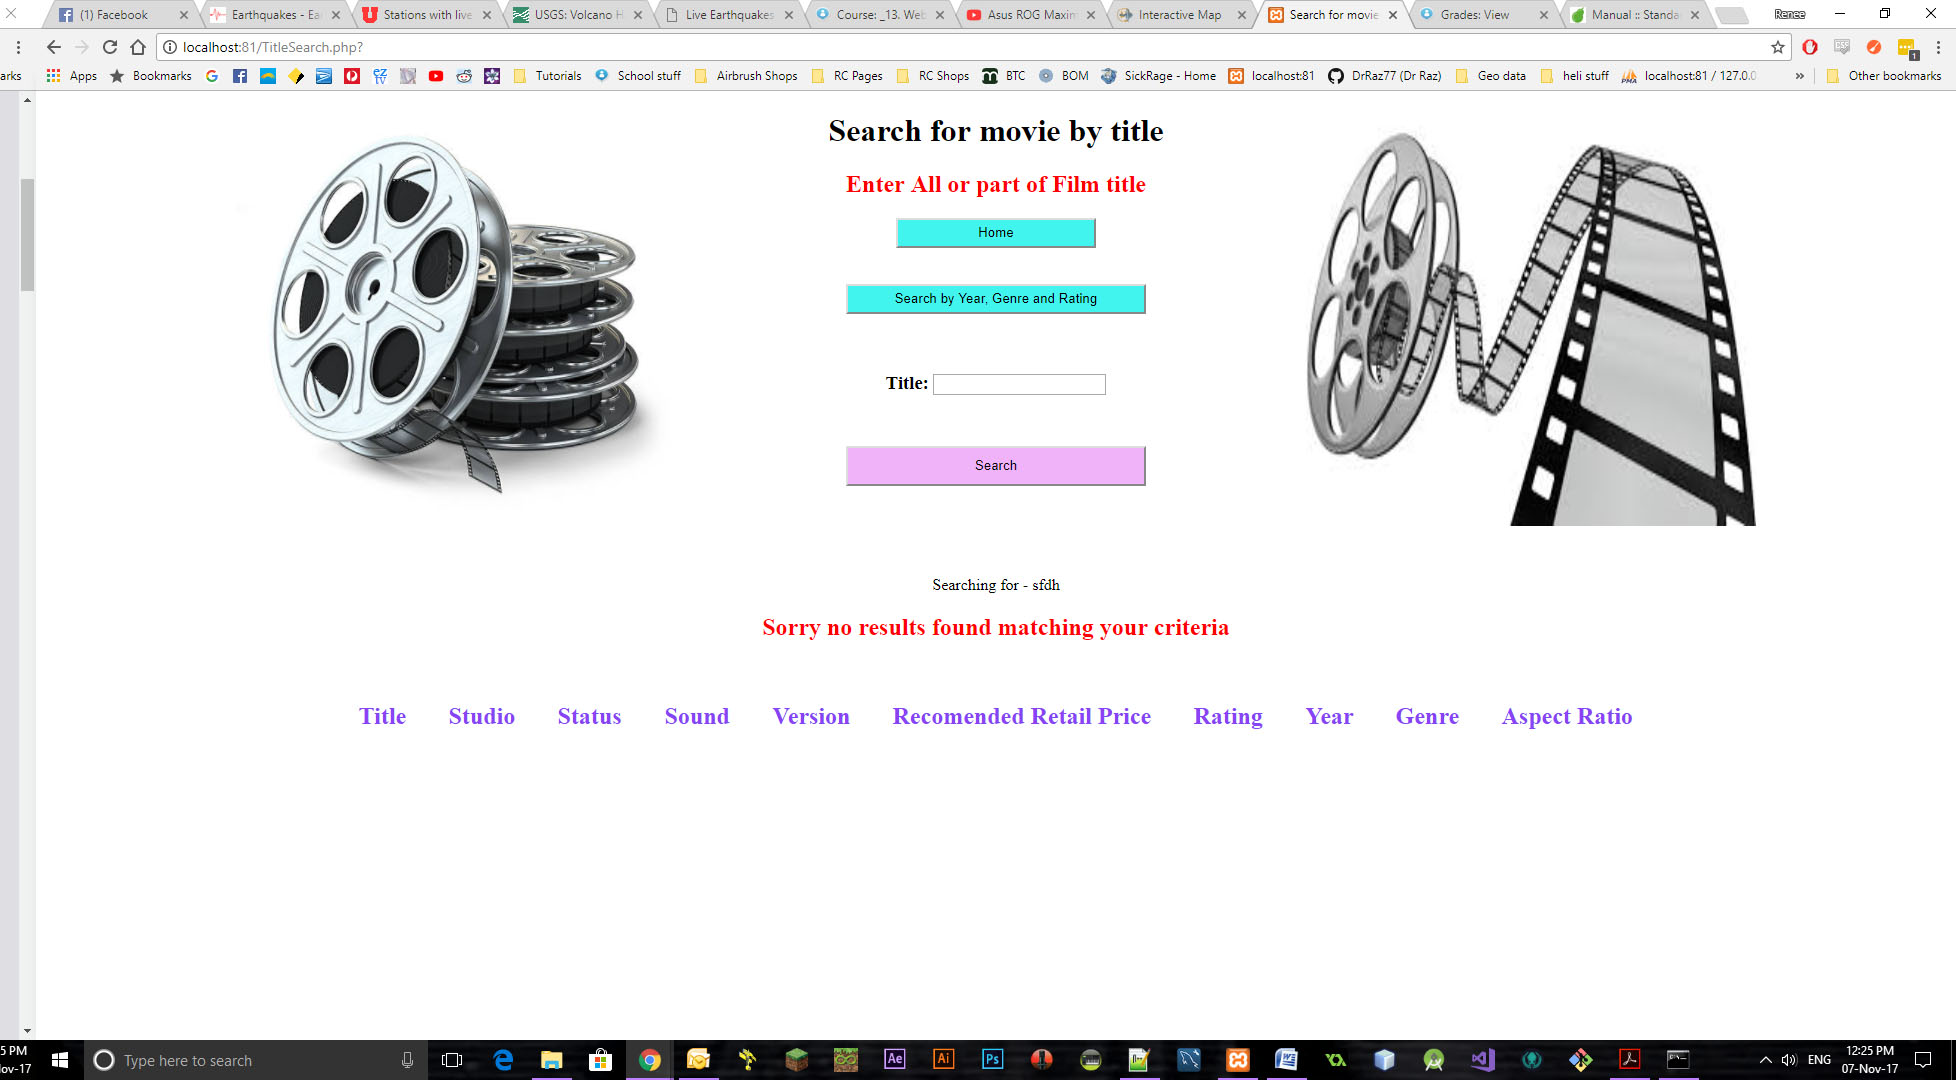 (1) Facebook
Earthquakes - Ea
Stations with live
USGS: Volcano H
Live Earthquakes
Course: _13. Web
Asus ROG Maxim
Interactive Map
Search for movie
Grades: View
Manual :: Standa
Renee
localhost:81/TitleSearch.php?
CSP
1
arks
Apps
Bookmarks
Tutorials
School stuff
Airbrush Shops
RC Pages
RC Shops
BTC
BOM
SickRage - Home
localhost:81
DrRaz77 (Dr Raz)
Geo data
heli stuff
localhost:81 / 127.0.0
»
Other bookmarks
Search for movie by title
Enter All or part of Film title
Home
Search by Year, Genre and Rating
Title:
Search
Searching for - sfdh
Sorry no results found matching your criteria
Title Studio Status Sound Version Recomended Retail Price Rating Year Genre Aspect Ratio
5 PM
ov-17
Type here to search
Ae
Ai
Ps
ENG
12:25 PM
07-Nov-17